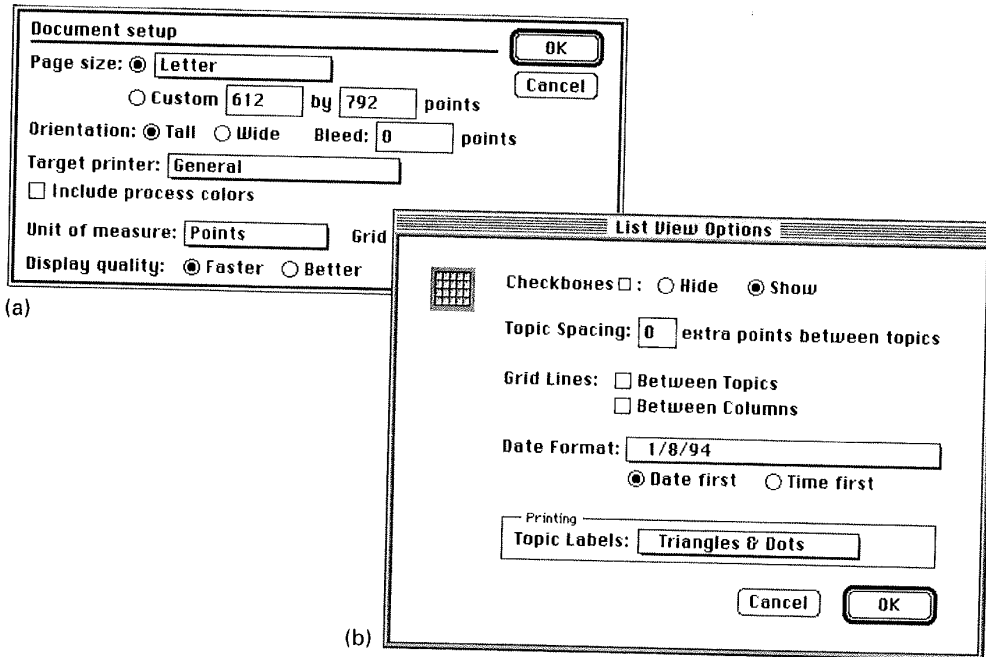 Document setup
OK
Page size: Letter
Cancel
Custom 612 by 792 points
Orientation: Tall Wide Bleed: 0 points
Target printer: General
Include process colors
Unit of measure: Points Grid
Display quality: Faster Better
(a)
List View Options
Checkboxes : Hide Show
Topic Spacing: 0 extra points between topics
Grid Lines: Between Topics
Between Columns
Date Format: 1/8/94
Date first Time first
Printing
Topic Labels: Triangles & Dots
Cancel OK
(b)